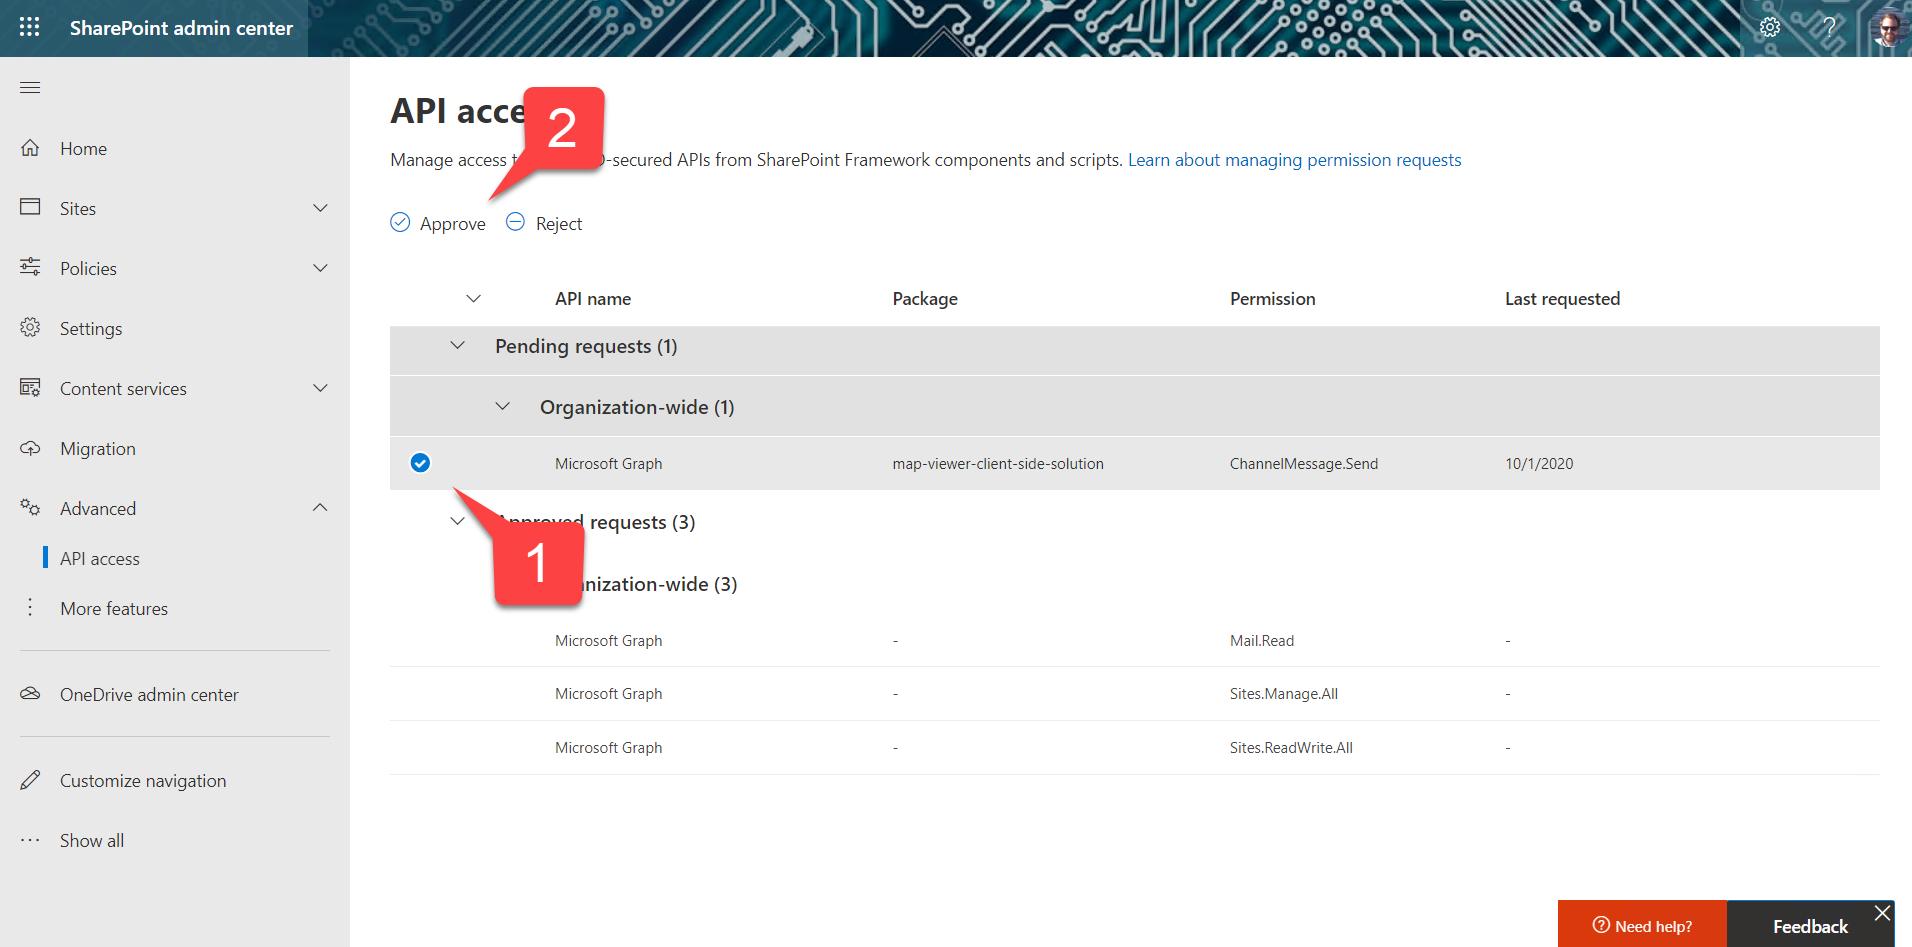 SharePoint admin center
Home
Sites
Policies
Settings
Content services
Migration
Advanced
API access
More features
OneDrive admin center
Customize navigation
Show all
API acce
2
Manage access -secured APIs from SharePoint Framework components and scripts. Learn about managing permission requests
Approve Reject
API name Package Permission Last requested
Pending requests (1)
Organization-wide (1)
Microsoft Graph map-viewer-client-side-solution ChannelMessage.Send 10/1/2020
Approved requests (3)
1
nization-wide (3)
Microsoft Graph - Mail.Read -
Microsoft Graph - Sites.Manage.All -
Microsoft Graph - Sites.ReadWrite.All -
Need help? Feedback